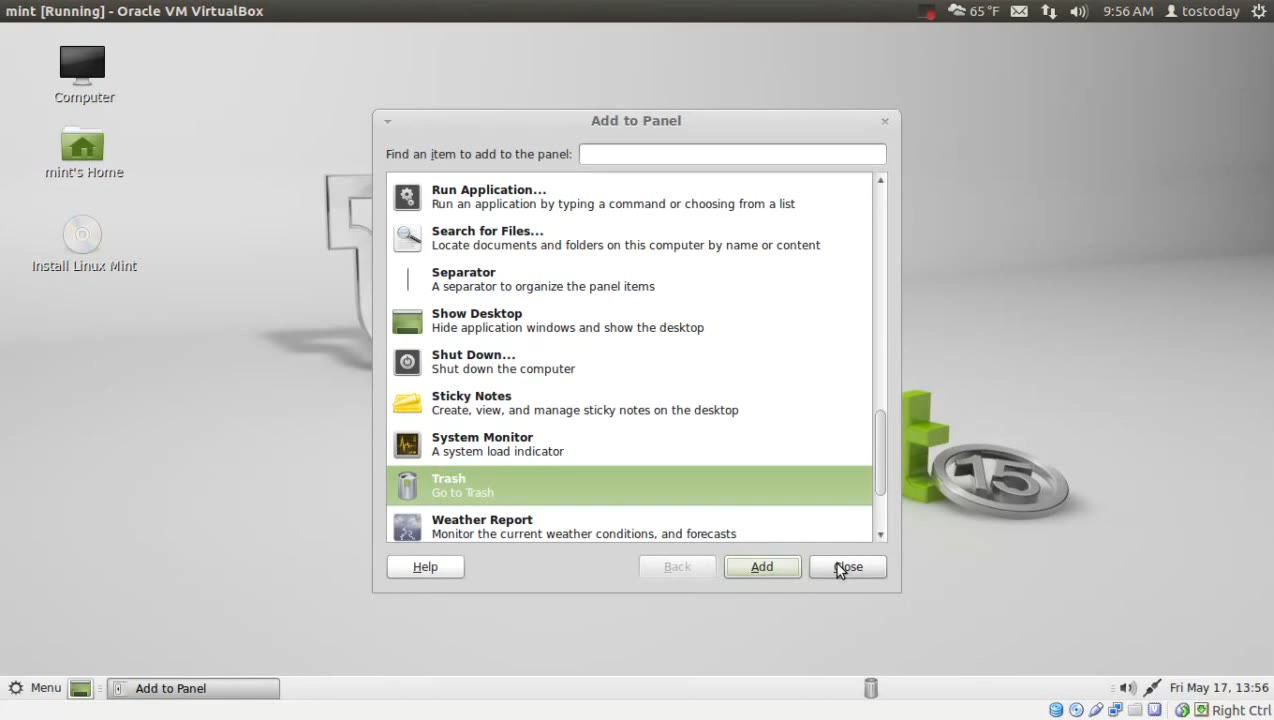 mint [Running] - Oracle VM VirtualBox
65 °F
9:56 AM
tostoday
Computer
mint's Home
Install Linux Mint
Add to Panel
Find an item to add to the panel:
Run Application...
Run an application by typing a command or choosing from a list
Search for Files...
Locate documents and folders on this computer by name or content
Separator
A separator to organize the panel items
Show Desktop
Hide application windows and show the desktop
Shut Down...
Shut down the computer
Sticky Notes
Create, view, and manage sticky notes on the desktop
System Monitor
A system load indicator
Trash
Go to Trash
Weather Report
Monitor the current weather conditions, and forecasts
Help
Back
Add
Close
15
Menu
Add to Panel
Fri May 17, 13:56
Right Ctrl